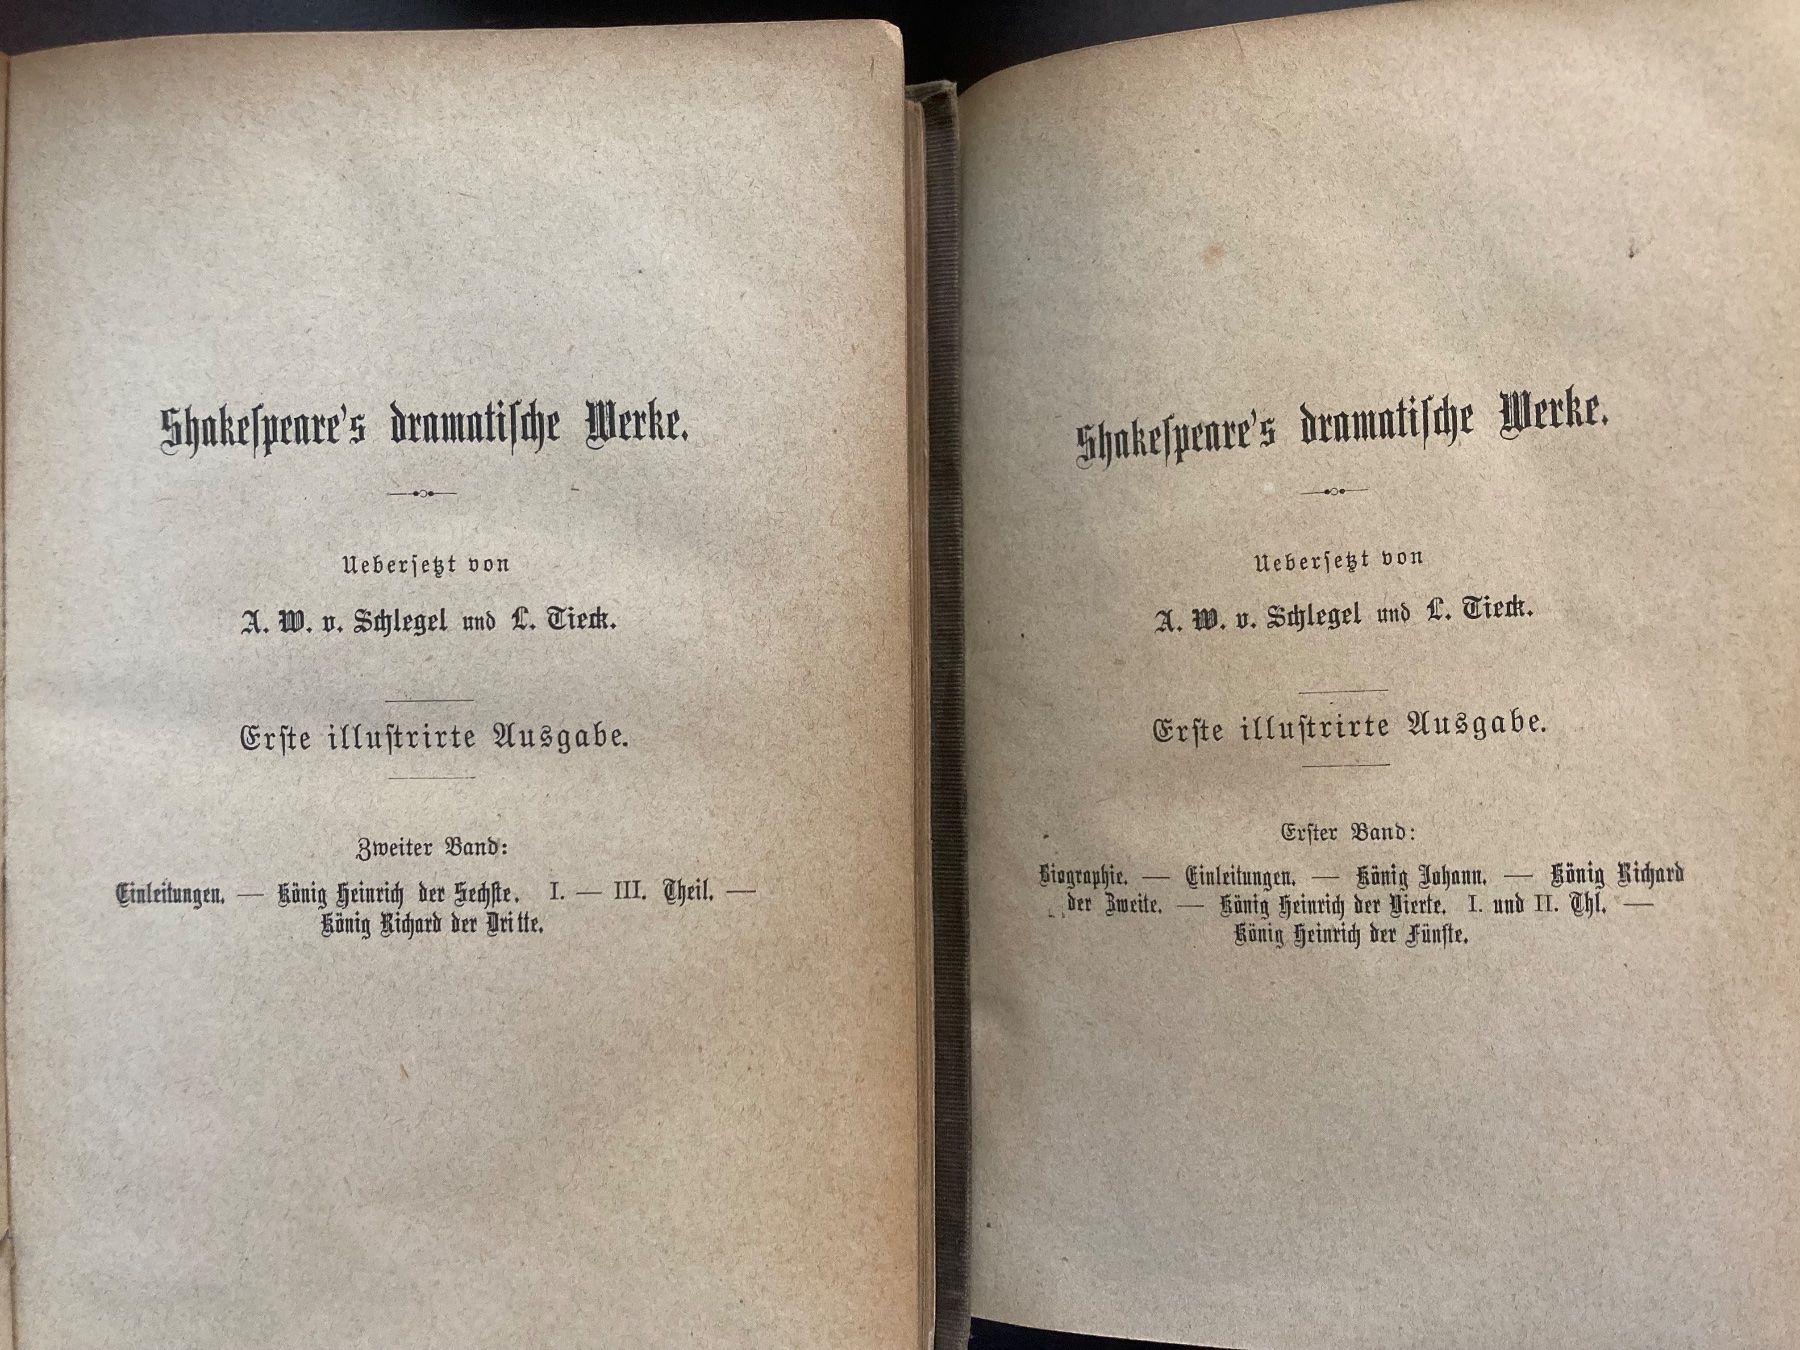 Shakespeare's dramatische Werke.
Uebersetzt von
A. W. v. Schlegel und L. Tieck.
Erste illustrirte Ausgabe.
Zweiter Band:
Einleitungen. — König Heinrich der Sechste. I. — III. Theil. —
König Richard der Dritte.
Shakespeare's dramatische Werke.
Uebersetzt von
A. W. v. Schlegel und L. Tieck.
Erste illustrirte Ausgabe.
Erster Band:
Biographie. — Einleitungen. — König Johann. — König Richard
der Zweite. — König Heinrich der Vierte. I. und II. Thl. —
König Heinrich der Fünfte.